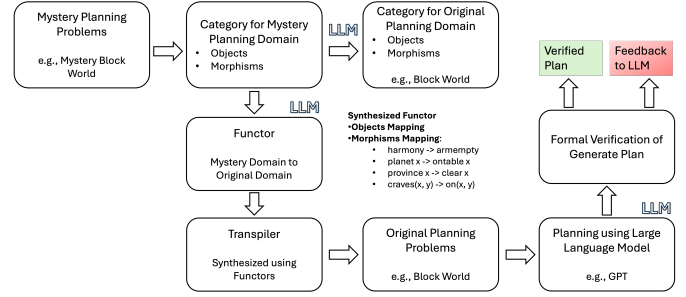 Mystery Planning
Problems
e.g., Mystery Block
World
Category for Mystery
Planning Domain
• Objects
• Morphisms
LLM
Category for Original
Planning Domain
• Objects
• Morphisms
e.g., Block World
LLM
Functor
Mystery Domain to
Original Domain
Synthesized Functor
•Objects Mapping
•Morphisms Mapping:
• harmony -> armempty
• planet x -> ontable x
• province x -> clear x
• craves(x, y) -> on(x, y)
Verified
Plan
Feedback
to LLM
Formal Verification of
Generate Plan
LLM
Transpiler
Synthesized using
Functors
Original Planning
Problems
e.g., Block World
Planning using Large
Language Model
e.g., GPT